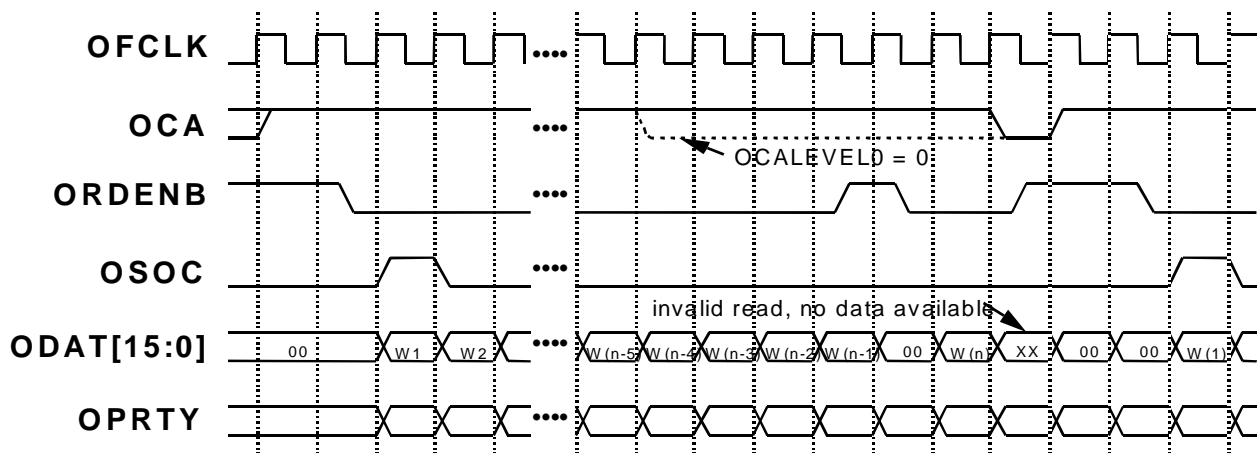 OFCLK
OCA
OCALEVEL0 = 0
ORDENB
OSOC
invalid read, no data available
ODAT[15:0] 00 W1 W2 W(n-5) W(n-4) W(n-3) W(n-2) W(n-1) 00 W(n) XX 00 00 W(1)
OPRTY